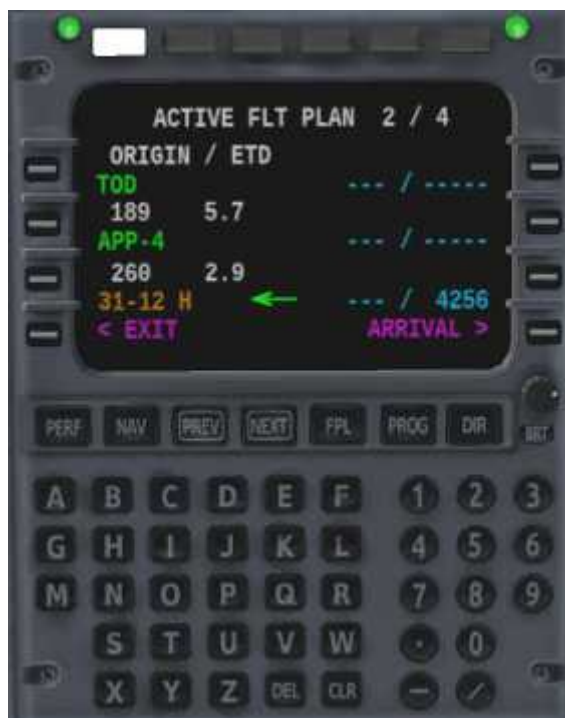 ACTIVE FLT PLAN 2 / 4
ORIGIN / ETD
TOD --- / -----
189 5.7
APP-4 --- / -----
260 2.9
31-12 H ← --- / 4256
< EXIT ARRIVAL >
PERF NAV PREV NEXT FPL PROG DIR BRT
A B C D E F 1 2 3
G H I J K L 4 5 6
M N O P Q R 7 8 9
S T U V W · 0
X Y Z DEL CLR - /